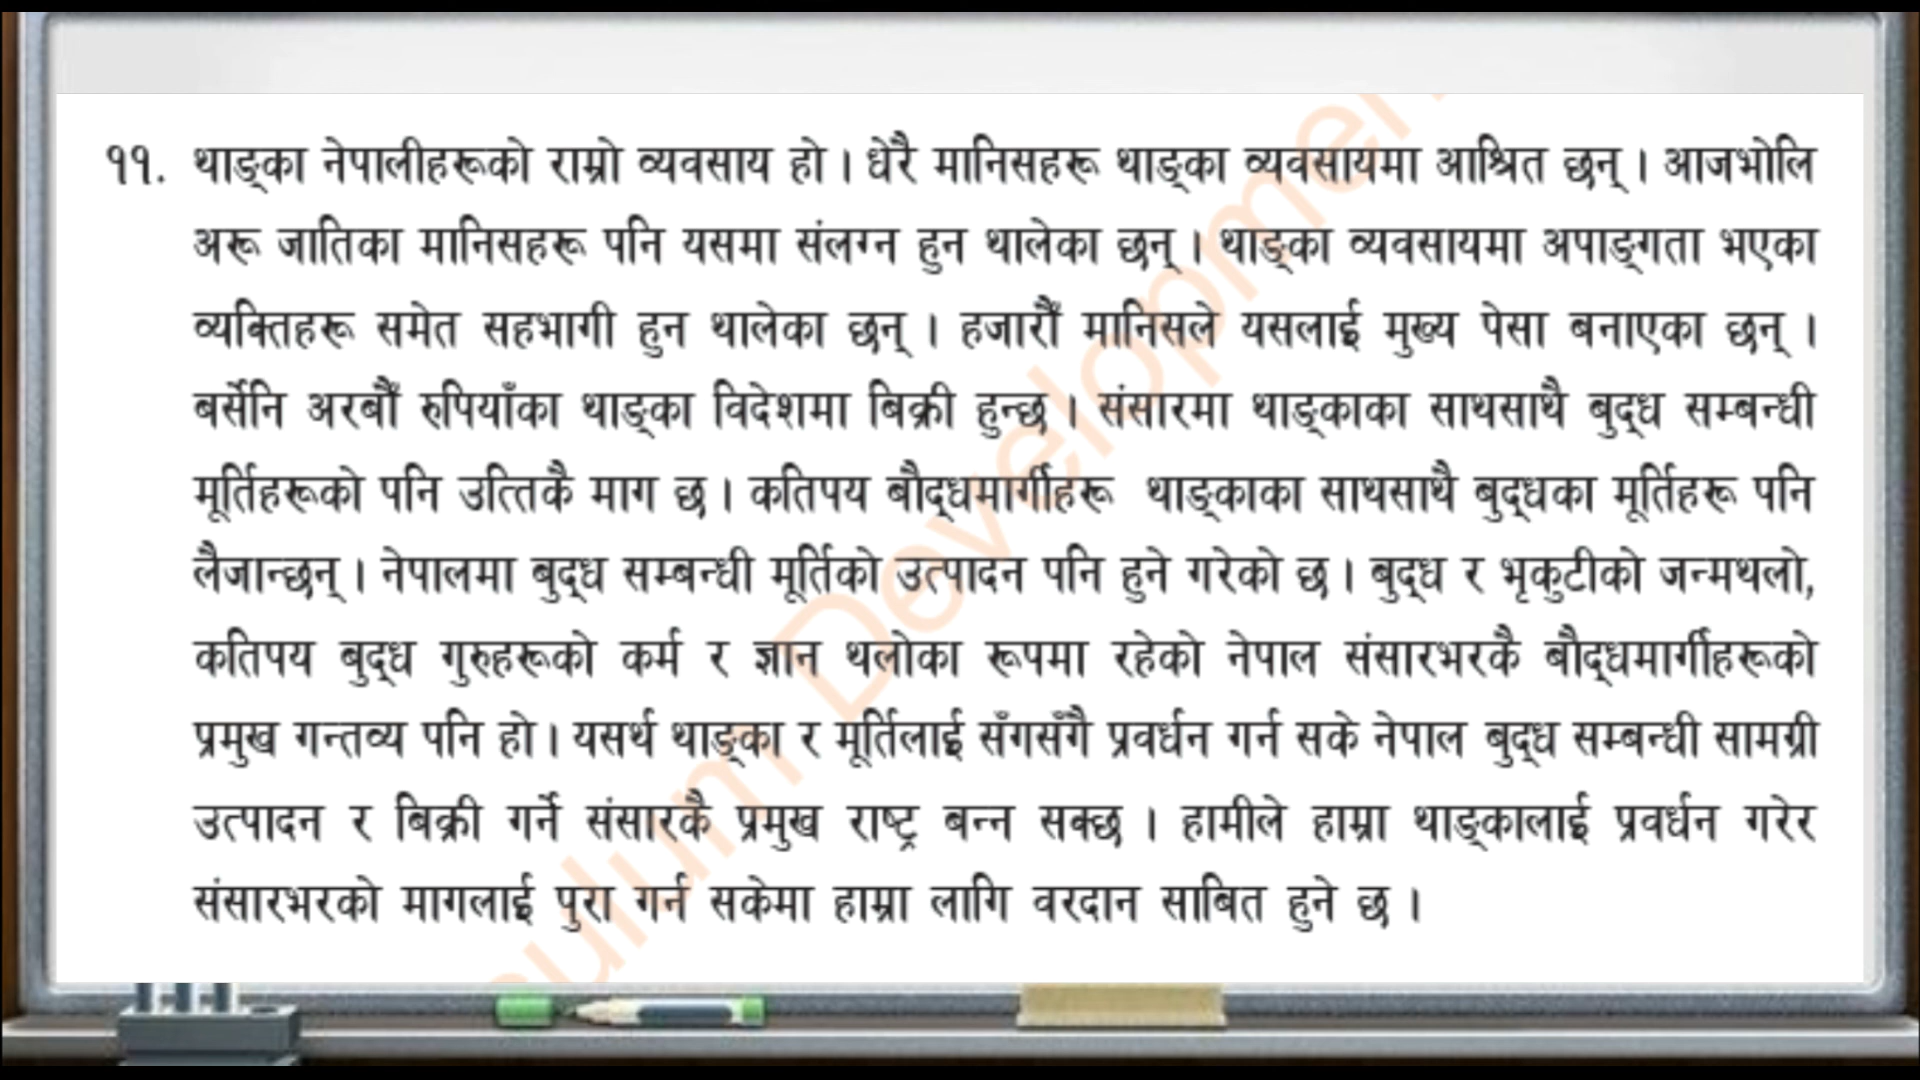 ११. थाङ्का नेपालीहरूको राम्रो व्यवसाय हो । धेरै मानिसहरू थाङ्का व्यवसायमा आश्रित छन् । आजभोलि
अरू जातिका मानिसहरू पनि यसमा संलग्न हुन थालेका छन् । थाङ्का व्यवसायमा अपाङ्गता भएका
व्यक्तिहरू समेत सहभागी हुन थालेका छन् । हजारौँ मानिसले यसलाई मुख्य पेसा बनाएका छन् ।
बर्सेनि अरबौँ रुपियाँका थाङ्का विदेशमा बिक्री हुन्छ । संसारमा थाङ्काका साथसाथै बुद्ध सम्बन्धी
मूर्तिहरूको पनि उत्तिकै माग छ । कतिपय बौद्धमार्गीहरू थाङ्काका साथसाथै बुद्धका मूर्तिहरू पनि
लैजान्छन् । नेपालमा बुद्ध सम्बन्धी मूर्तिको उत्पादन पनि हुने गरेको छ । बुद्ध र भृकुटीको जन्मथलो,
कतिपय बुद्ध गुरुहरूको कर्म र ज्ञान थलोका रूपमा रहेको नेपाल संसारभरकै बौद्धमार्गीहरूको
प्रमुख गन्तव्य पनि हो । यसर्थ थाङ्का र मूर्तिलाई सँगसँगै प्रवर्धन गर्न सके नेपाल बुद्ध सम्बन्धी सामग्री
उत्पादन र बिक्री गर्ने संसारकै प्रमुख राष्ट्र बन्न सक्छ । हामीले हाम्रा थाङ्कालाई प्रवर्धन गरेर
संसारभरको मागलाई पुरा गर्न सकेमा हाम्रा लागि वरदान साबित हुने छ ।